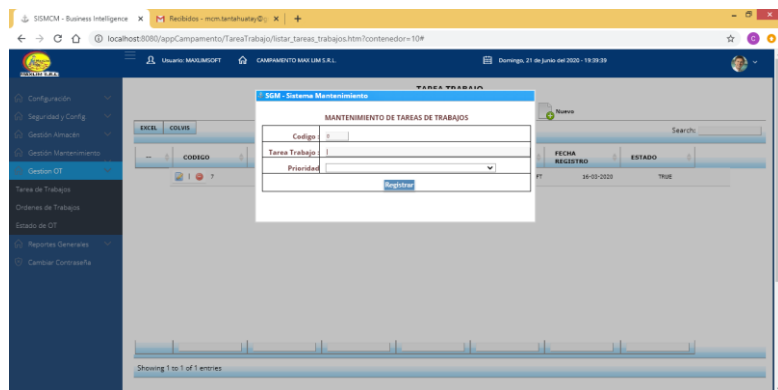 SISMCM - Business Intelligence
Recibidos - mcm.tantahuatay@g
localhost:8080/appCampamento/TareaTrabajo/listar_tareas_trabajos.htm?contenedor=10#
C
MAXLIM S.R.L
Usuario: MAXLIMSOFT
CAMPAMENTO MAX LIM S.R.L.
Domingo, 21 de Junio del 2020 - 19:39:39
Configuración
Seguridad y Config
Gestión Almacén
Gestión Mantenimiento
Gestion OT
Tarea de Trabajos
Ordenes de Trabajos
Estado de OT
Reportes Generales
Cambiar Contraseña
TAREA TRABAJO
Nuevo
EXCEL COLVIS
Search:
--- CODIGO FECHA REGISTRO ESTADO
7 FT 16-03-2020 TRUE
SGM - Sistema Mantenimiento
MANTENIMIENTO DE TAREAS DE TRABAJOS
Codigo :
Tarea Trabajo :
Prioridad
Registrar
Showing 1 to 1 of 1 entries